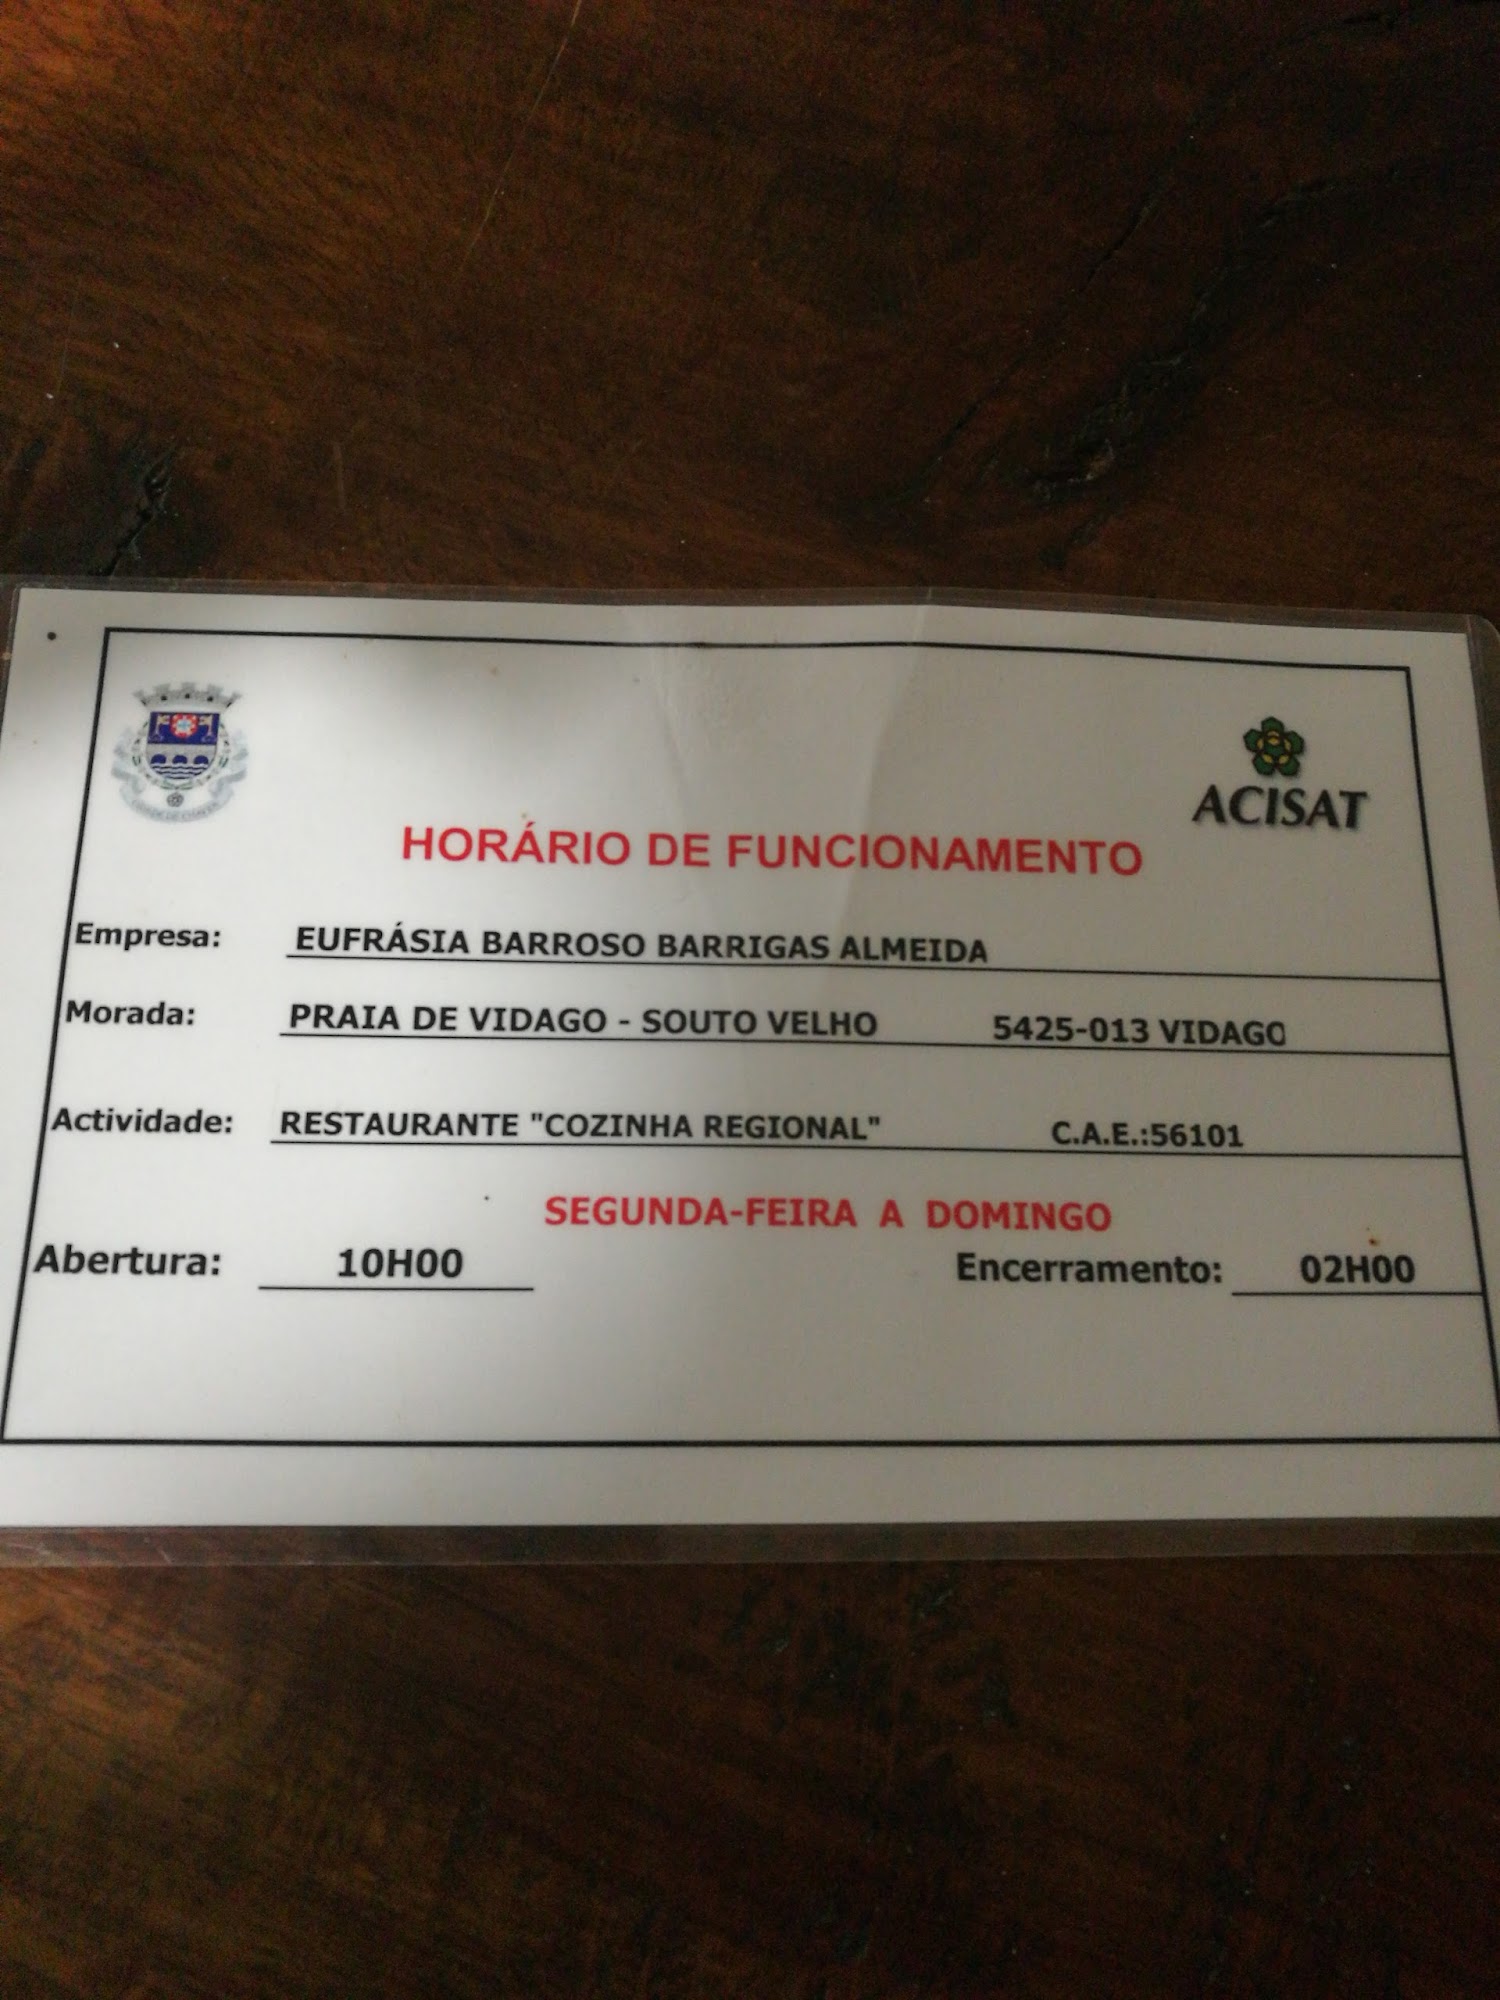 ACISAT
HORÁRIO DE FUNCIONAMENTO
Empresa: EUFRÁSIA BARROSO BARRIGAS ALMEIDA
Morada: PRAIA DE VIDAGO - SOUTO VELHO 5425-013 VIDAGO
Actividade: RESTAURANTE "COZINHA REGIONAL" C.A.E.:56101
SEGUNDA-FEIRA A DOMINGO
Abertura: 10H00 Encerramento: 02H00